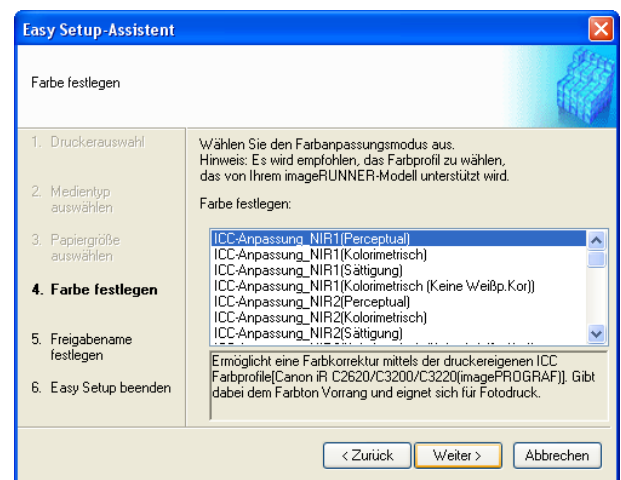 Easy Setup-Assistent
Farbe festlegen
1. Druckerauswahl
2. Medientyp
auswählen
3. Papiergröße
auswählen
4. Farbe festlegen
5. Freigabename
festlegen
6. Easy Setup beenden
Wählen Sie den Farbanpassungsmodus aus.
Hinweis: Es wird empfohlen, das Farbprofil zu wählen,
das von Ihrem imageRUNNER-Modell unterstützt wird.
Farbe festlegen:
ICC-Anpassung_NIR1(Perceptual)
ICC-Anpassung_NIR1(Kolorimetrisch)
ICC-Anpassung_NIR1(Sättigung)
ICC-Anpassung_NIR1(Kolorimetrisch (Keine Weißp.Kor))
ICC-Anpassung_NIR2(Perceptual)
ICC-Anpassung_NIR2(Kolorimetrisch)
ICC-Anpassung_NIR2(Sättigung)
Ermöglicht eine Farbkorrektur mittels der druckereigenen ICC
Farbprofile[Canon iR C2620/C3200/C3220(imagePROGRAF)]. Gibt
dabei dem Farbton Vorrang und eignet sich für Fotodruck.
< Zurück Weiter > Abbrechen